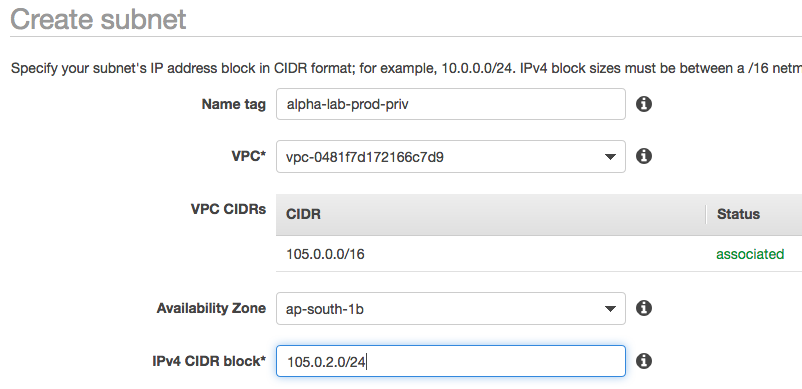 Create subnet
Specify your subnet's IP address block in CIDR format; for example, 10.0.0.0/24. IPv4 block sizes must be between a /16 netm
Name tag alpha-lab-prod-priv
VPC* vpc-0481f7d172166c7d9
VPC CIDRs CIDR Status
105.0.0.0/16 associated
Availability Zone ap-south-1b
IPv4 CIDR block* 105.0.2.0/24